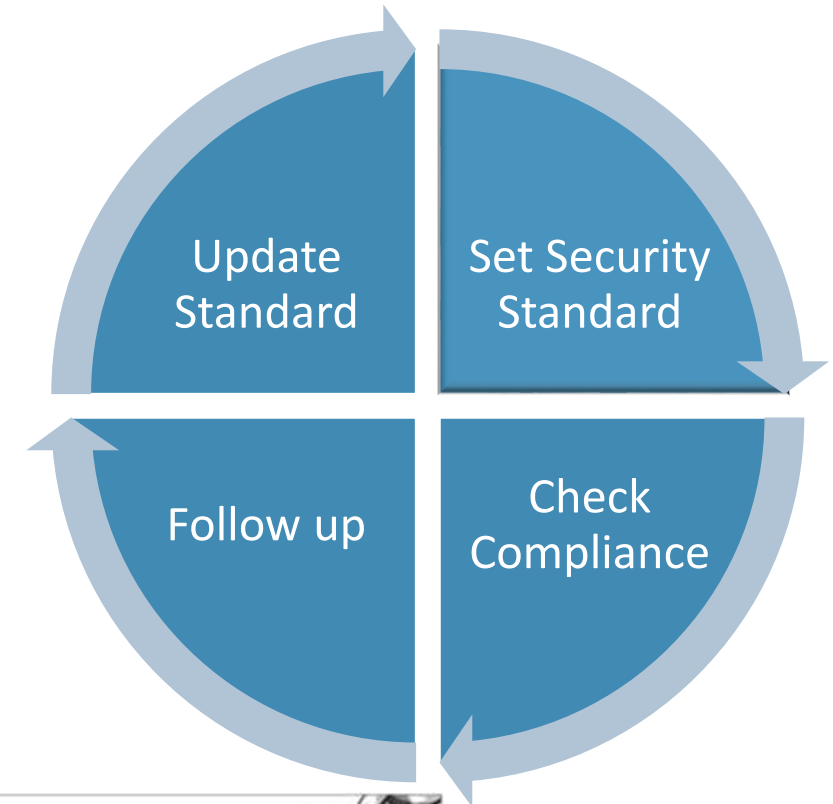 Update
Standard
Set Security
Standard
Follow up
Check
Compliance